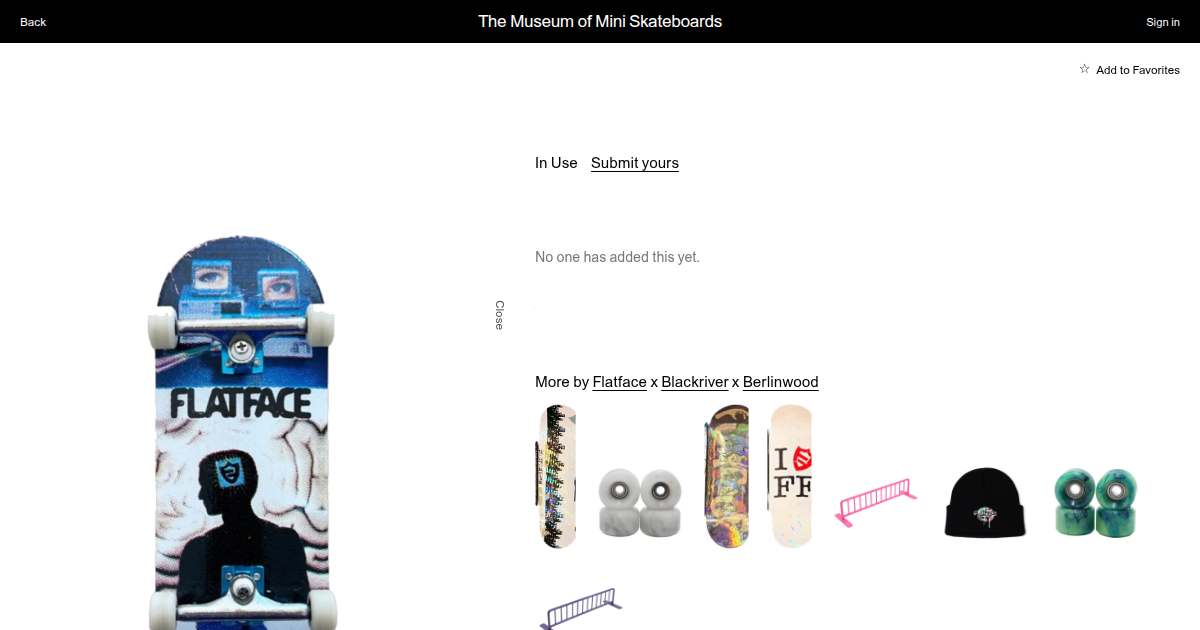 Back
The Museum of Mini Skateboards
Sign in
☆ Add to Favorites
In Use Submit yours
No one has added this yet.
Close
More by Flatface x Blackriver x Berlinwood
FLATFACE
I
FF